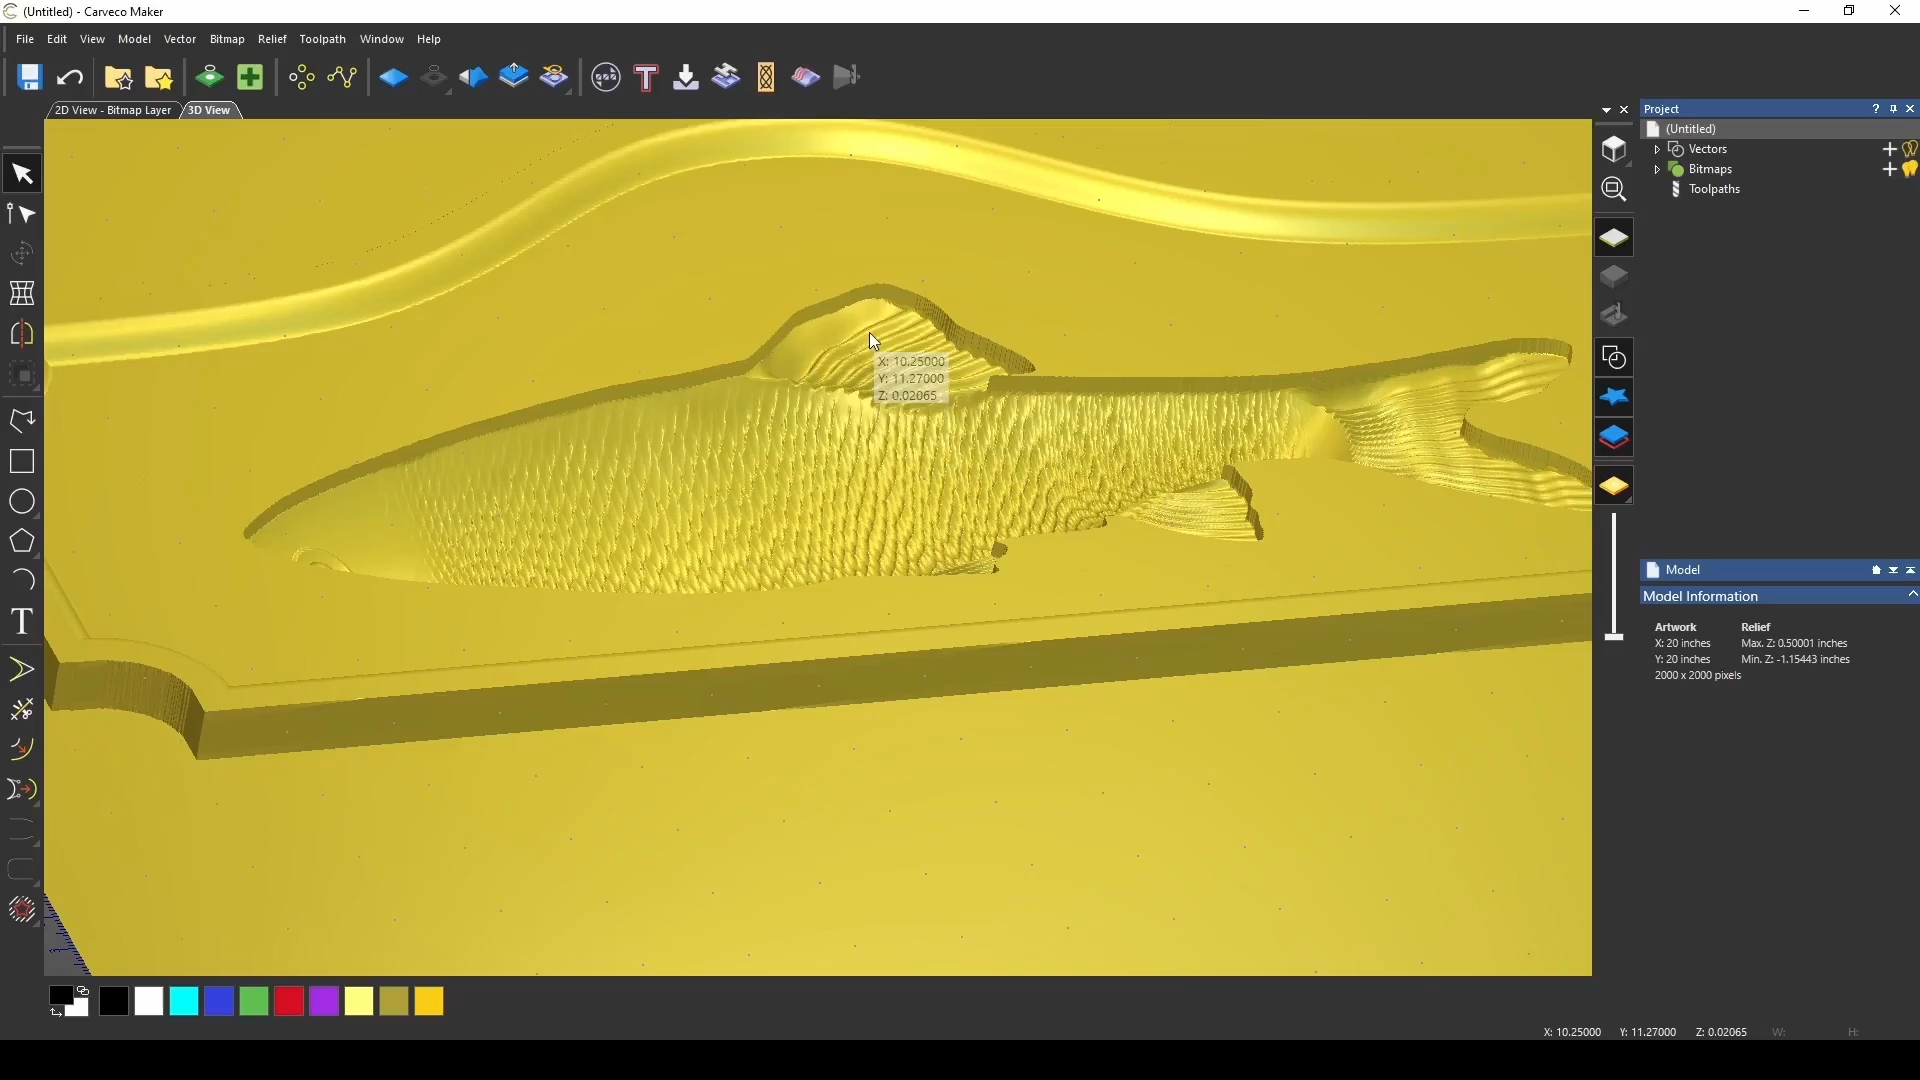 (Untitled) - Carveco Maker
File Edit View Model Vector Bitmap Relief Toolpath Window Help
2D View - Bitmap Layer 3D View
Project
(Untitled)
Vectors
Bitmaps
Toolpaths
X: 10.25000
Y: 11.27000
Z: 0.02065
Model
Model Information
Artwork Relief
X: 20 inches Max. Z: 0.50001 inches
Y: 20 inches Min. Z: -1.15443 inches
2000 x 2000 pixels
X: 10.25000 Y: 11.27000 Z: 0.02065 W: H: